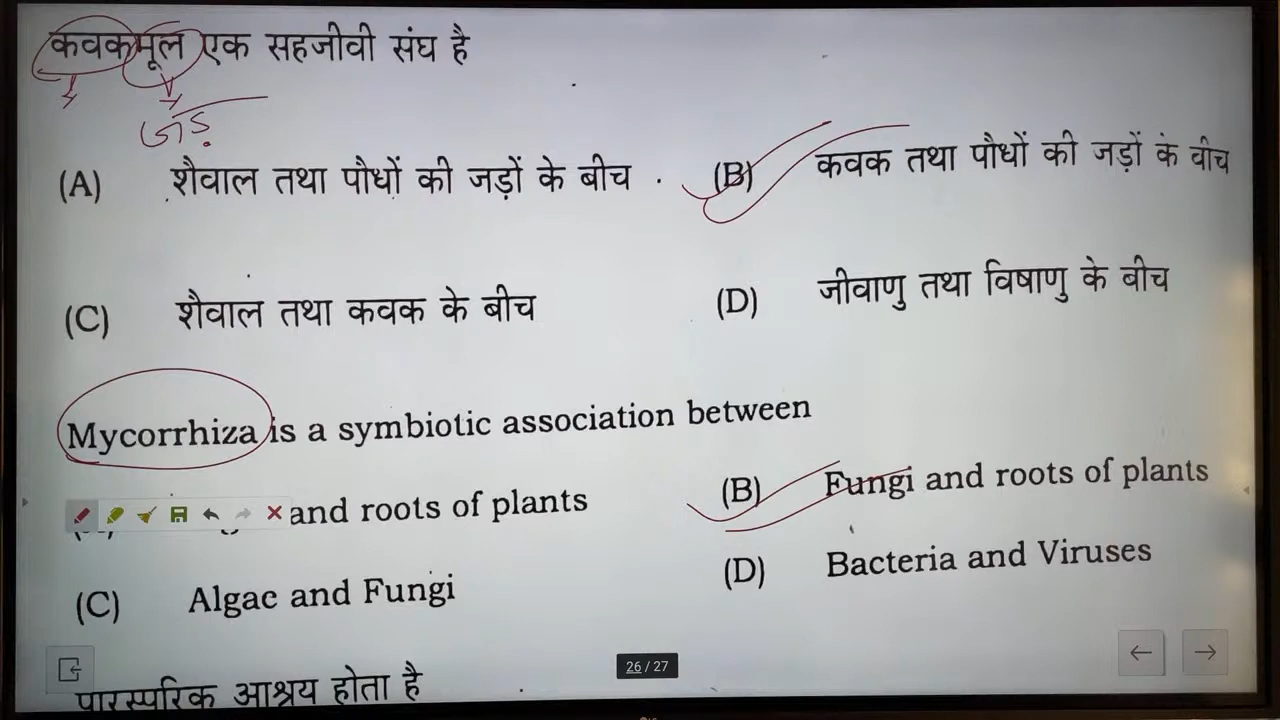 कवकमूल एक सहजीवी संघ है
जड़
(A) शैवाल तथा पौधों की जड़ों के बीच
(B) कवक तथा पौधों की जड़ों के बीच
(C) शैवाल तथा कवक के बीच
(D) जीवाणु तथा विषाणु के बीच
Mycorrhiza is a symbiotic association between
and roots of plants
(B) Fungi and roots of plants
(C) Algae and Fungi
(D) Bacteria and Viruses
26 / 27
पारस्परिक आश्रय होता है